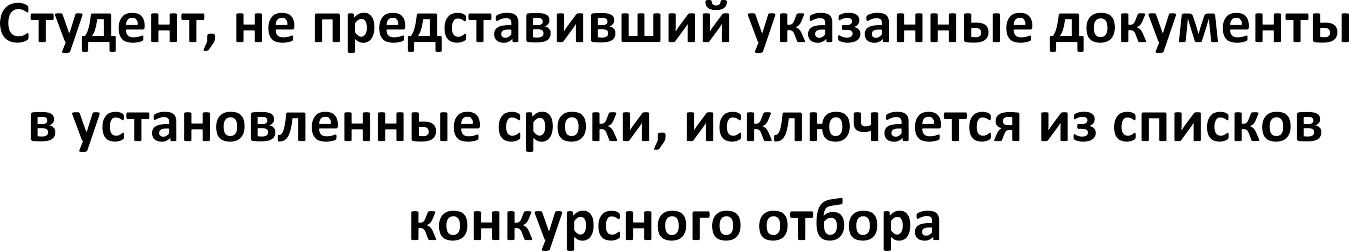 Студент, не представивший указанные документы
в установленные сроки, исключается из списков
конкурсного отбора